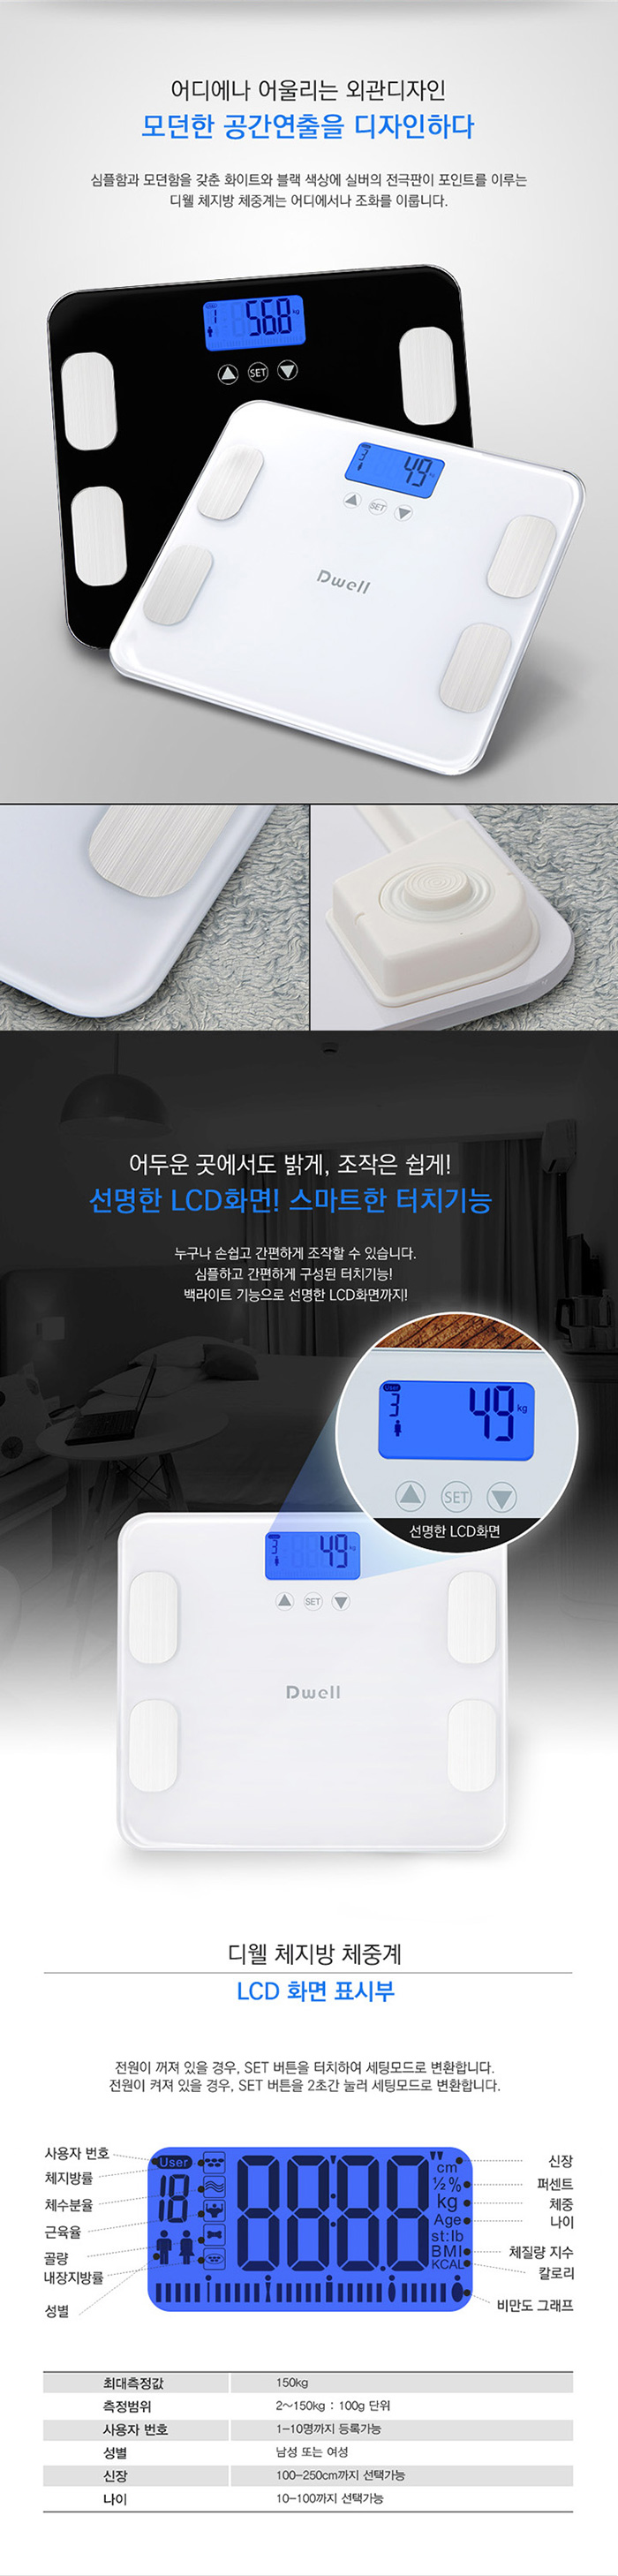 어디에나 어울리는 외관디자인
모던한 공간연출을 디자인하다
심플함과 모던함을 갖춘 화이트와 블랙 색상에 실버의 전극판이 포인트를 이루는
디웰 체지방 체중계는 어디에서나 조화를 이룹니다.
1 56.8 kg
SET
3 49
SET
Dwell
어두운 곳에서도 밝게, 조작은 쉽게!
선명한 LCD화면! 스마트한 터치기능
누구나 손쉽고 간편하게 조작할 수 있습니다.
심플하고 간편하게 구성된 터치기능!
백라이트 기능으로 선명한 LCD화면까지!
User
3 49 kg
SET
선명한 LCD화면
3 49 kg
SET
Dwell
디웰 체지방 체중계
LCD 화면 표시부
전원이 꺼져 있을 경우, SET 버튼을 터치하여 세팅모드로 변환합니다.
전원이 켜져 있을 경우, SET 버튼을 2초간 눌러 세팅모드로 변환합니다.
사용자 번호
체지방률
체수분율
근육율
골량
내장지방률
성별
User
18
88:8.8
cm
½ %
kg
Age
st:lb
BMI
KCAL
신장
퍼센트
체중
나이
체질량 지수
칼로리
비만도 그래프
최대측정값 150kg
측정범위 2~150kg : 100g 단위
사용자 번호 1-10명까지 등록가능
성별 남성 또는 여성
신장 100-250cm까지 선택가능
나이 10-100까지 선택가능